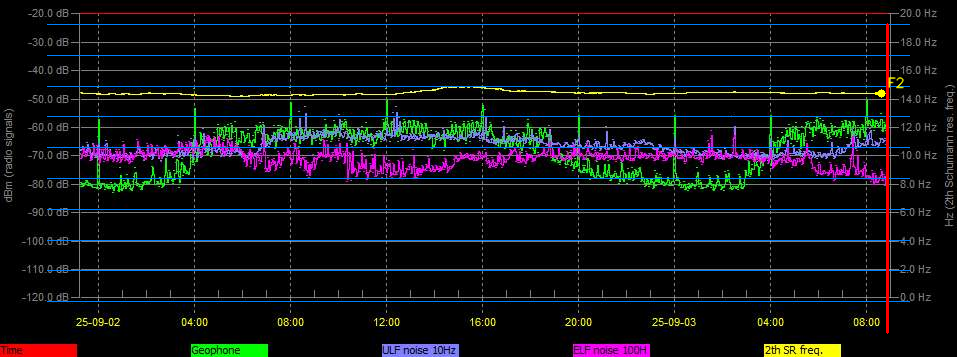 -20.0 dB 20.0 Hz
-30.0 dB 18.0 Hz
-40.0 dB 16.0 Hz
F2
-50.0 dB 14.0 Hz
-60.0 dB 12.0 Hz
-70.0 dB 10.0 Hz
-80.0 dB 8.0 Hz
-90.0 dB 6.0 Hz
-100.0 dB 4.0 Hz
-110.0 dB 2.0 Hz
-120.0 dB 0.0 Hz
dBm (radio signals)
Hz (2th Schumann res. freq.)
25-09-02 04:00 08:00 12:00 16:00 20:00 25-09-03 04:00 08:00
Time Geophone ULF noise 10Hz ELF noise 100H 2th SR freq.